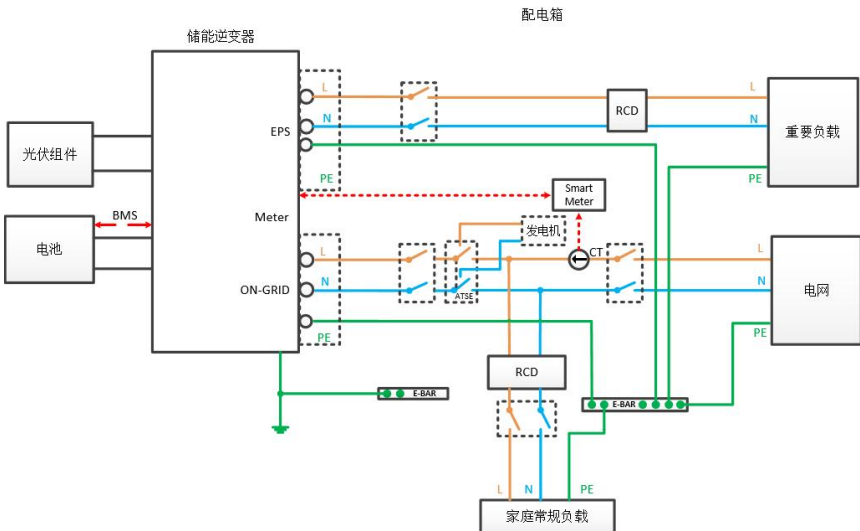 配电箱
储能逆变器
L
L
RCD
N
N
EPS
重要负载
光伏组件
PE
PE
Smart
Meter
BMS
Meter
发电机
电池
L
CT
L
N
N
ON-GRID
ATSE
电网
PE
PE
RCD
E-BAR
E-BAR
L
N
PE
家庭常规负载